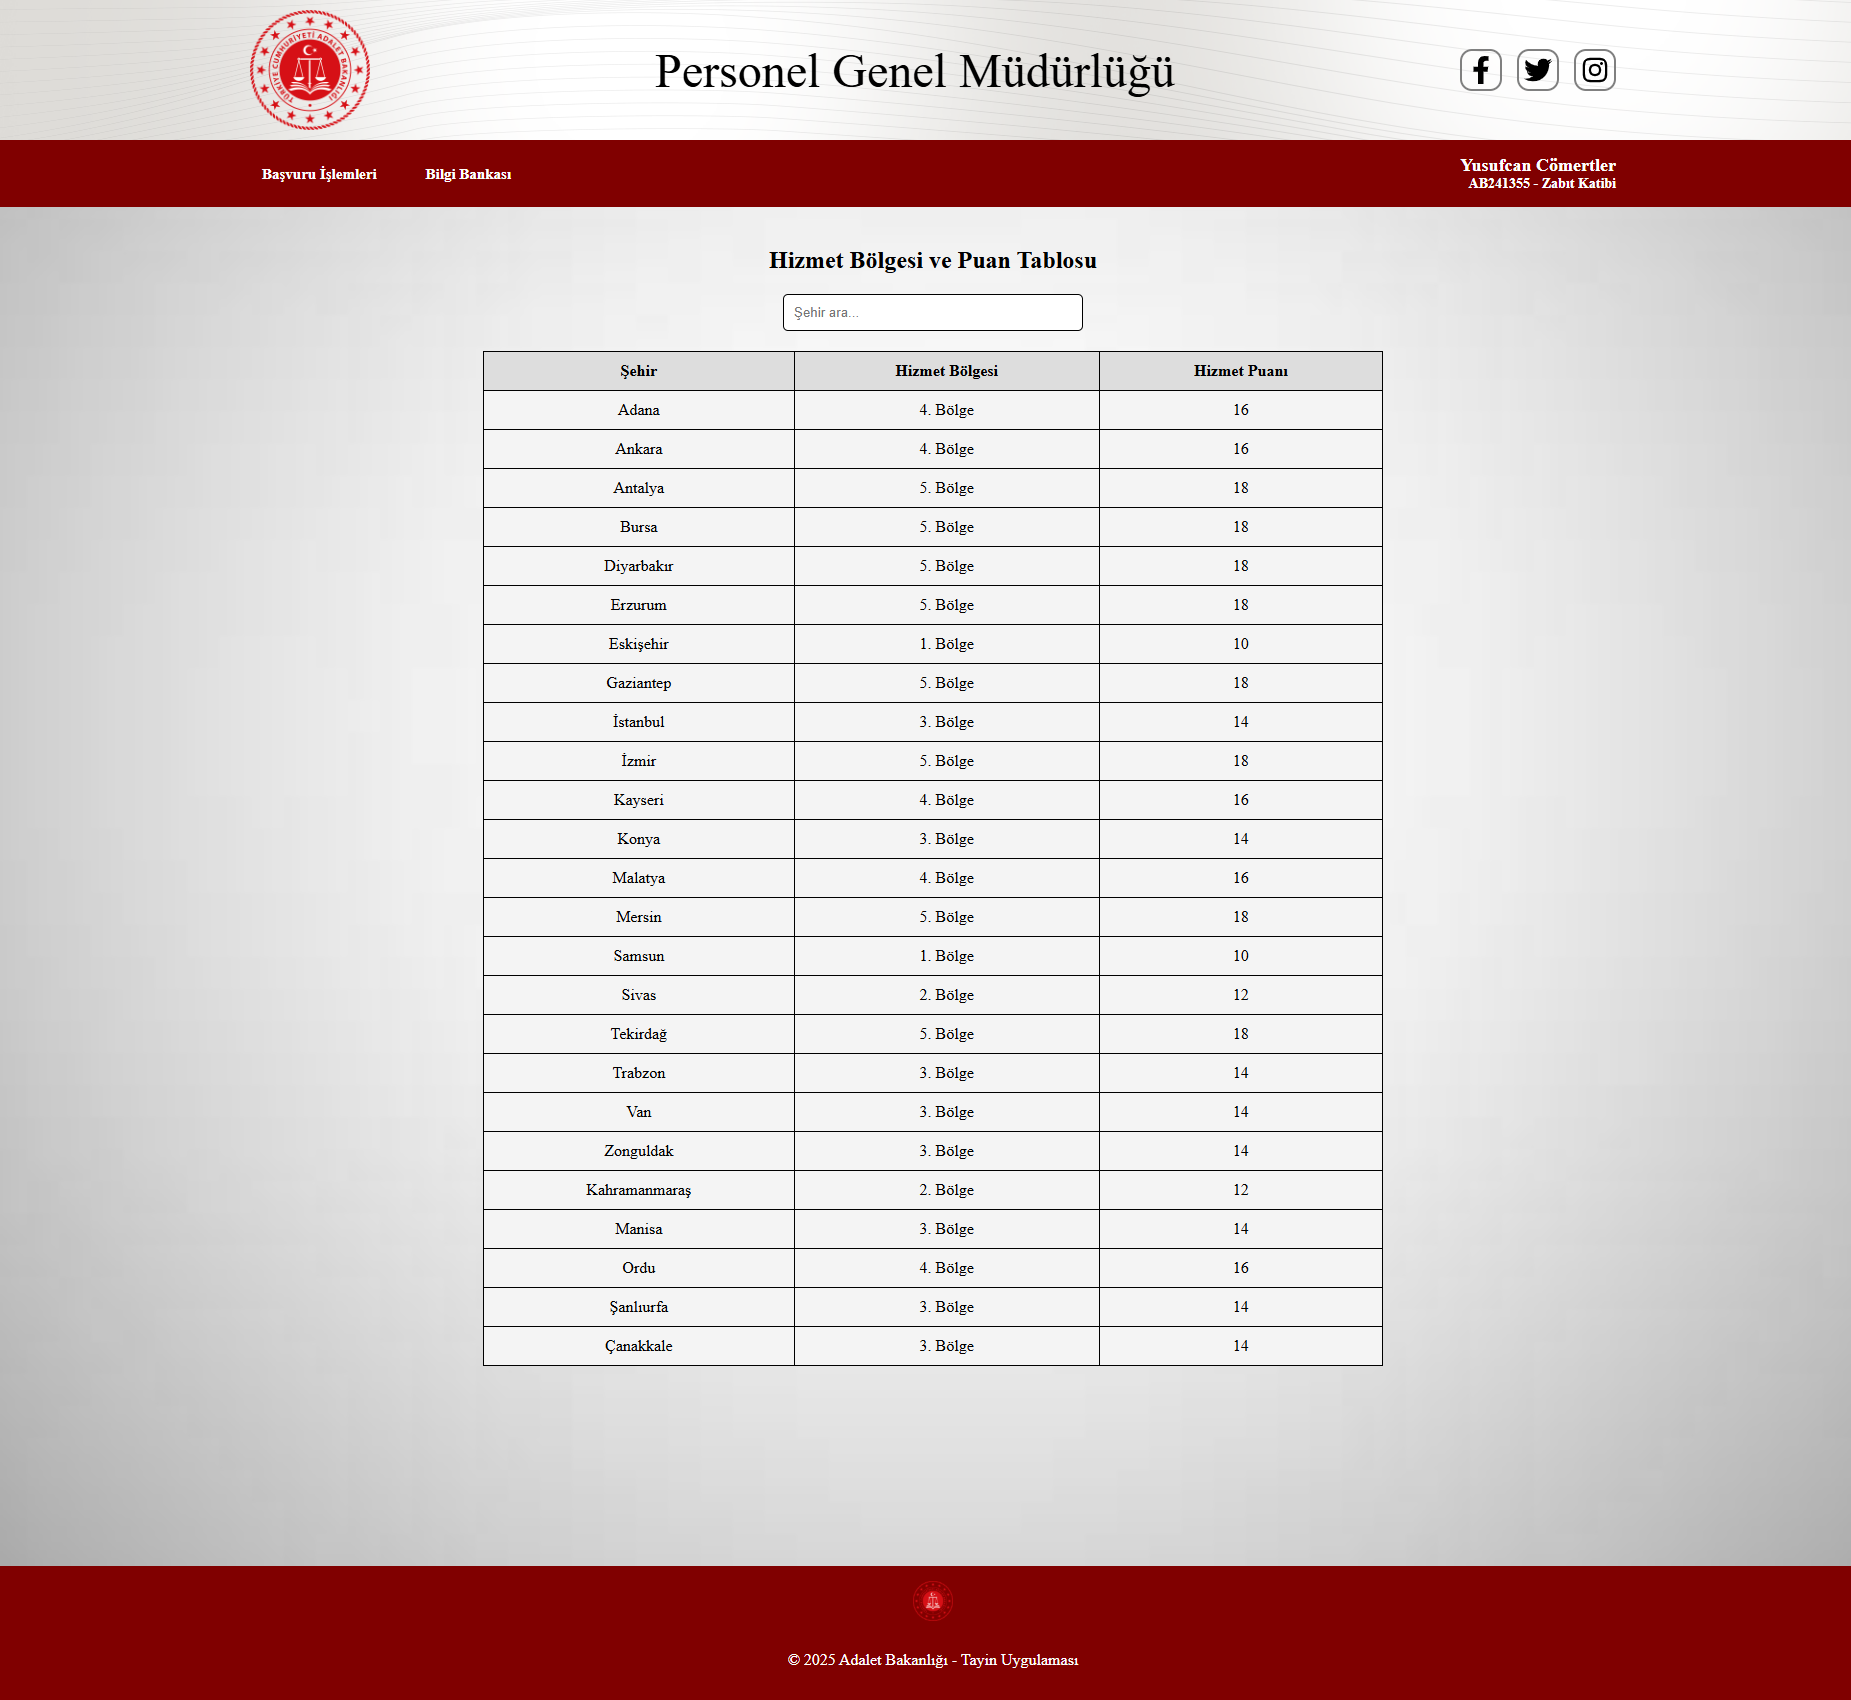 TÜRKİYE CUMHURİYETİ ADALET BAKANLIĞI
Personel Genel Müdürlüğü
Başvuru İşlemleri Bilgi Bankası
Yusufcan Cömertler
AB241355 - Zabıt Katibi
Hizmet Bölgesi ve Puan Tablosu
Şehir ara...
Şehir Hizmet Bölgesi Hizmet Puanı
Adana 4. Bölge 16
Ankara 4. Bölge 16
Antalya 5. Bölge 18
Bursa 5. Bölge 18
Diyarbakır 5. Bölge 18
Erzurum 5. Bölge 18
Eskişehir 1. Bölge 10
Gaziantep 5. Bölge 18
İstanbul 3. Bölge 14
İzmir 5. Bölge 18
Kayseri 4. Bölge 16
Konya 3. Bölge 14
Malatya 4. Bölge 16
Mersin 5. Bölge 18
Samsun 1. Bölge 10
Sivas 2. Bölge 12
Tekirdağ 5. Bölge 18
Trabzon 3. Bölge 14
Van 3. Bölge 14
Zonguldak 3. Bölge 14
Kahramanmaraş 2. Bölge 12
Manisa 3. Bölge 14
Ordu 4. Bölge 16
Şanlıurfa 3. Bölge 14
Çanakkale 3. Bölge 14
© 2025 Adalet Bakanlığı - Tayin Uygulaması